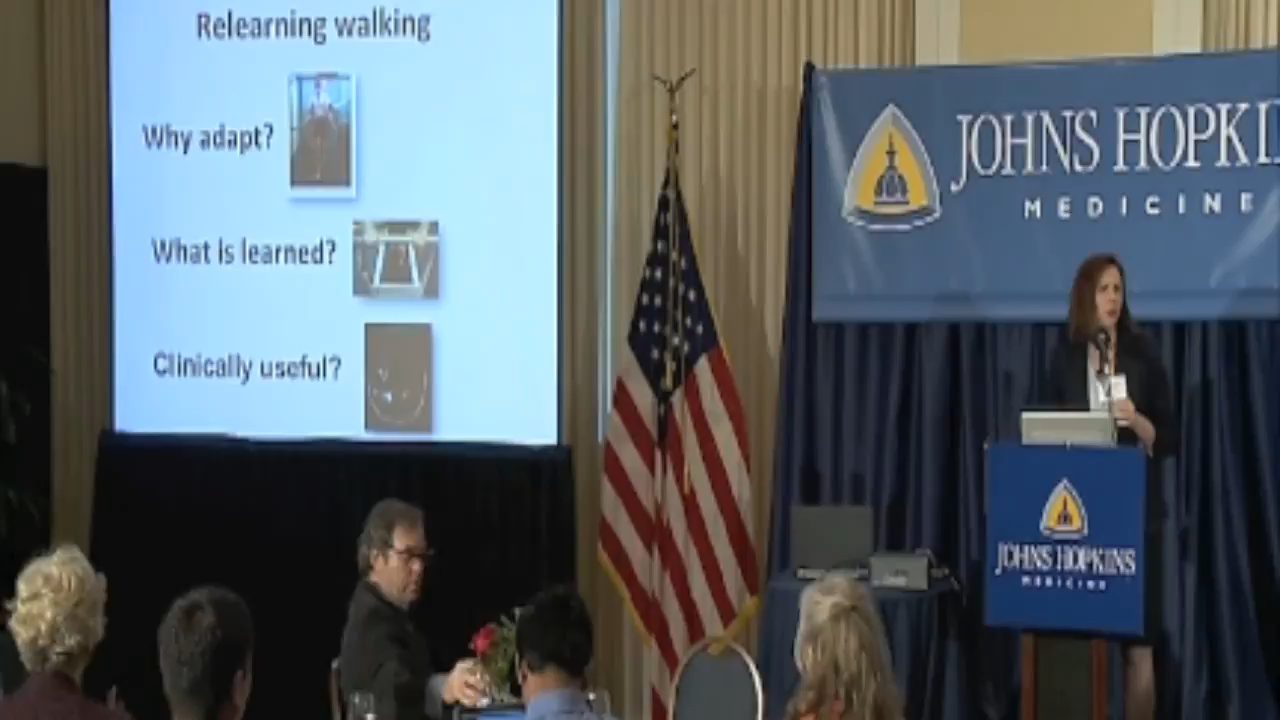 Relearning walking
Why adapt?
What is learned?
Clinically useful?
JOHNS HOPKI
MEDICINE
JOHNS HOPKINS
MEDICINE